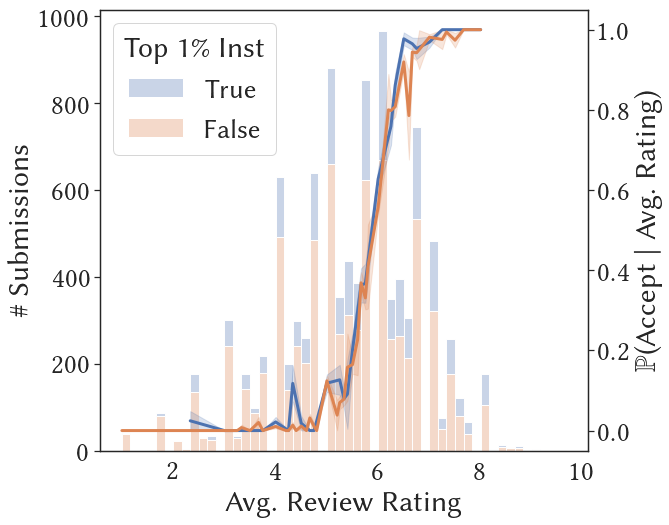 Top 1% Inst
True
False
# Submissions
1000
800
600
400
200
0
1.0
0.8
0.6
0.4
0.2
0.0
ℙ(Accept | Avg. Rating)
2 4 6 8 10
Avg. Review Rating